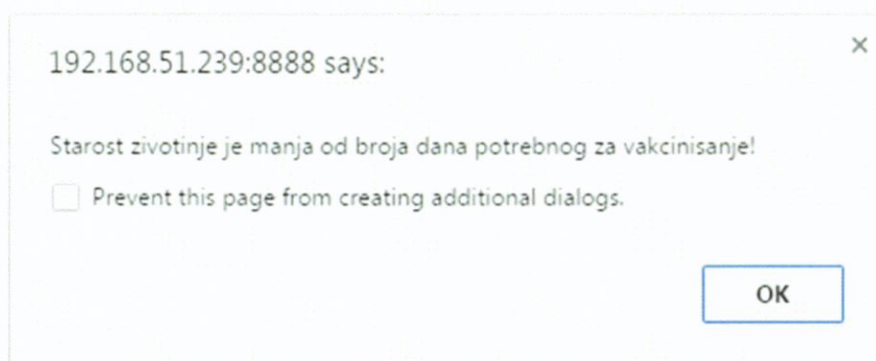 192.168.51.239:8888 says:
Starost zivotinje je manja od broja dana potrebnog za vakcinisanje!
Prevent this page from creating additional dialogs.
OK